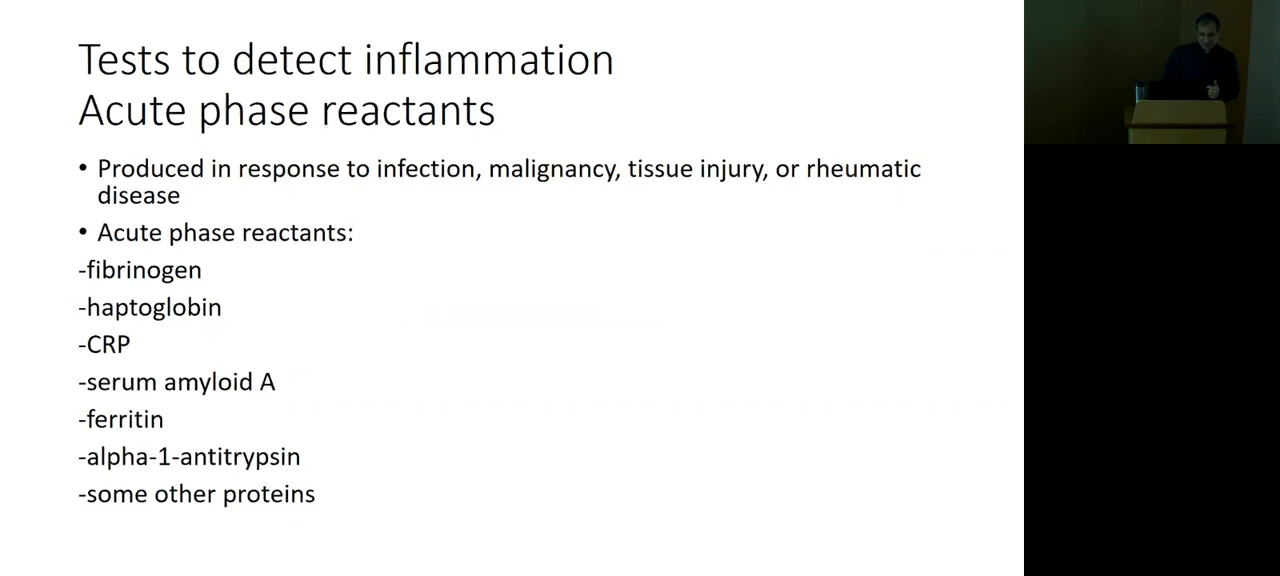 Tests to detect inflammation
Acute phase reactants
• Produced in response to infection, malignancy, tissue injury, or rheumatic
disease
• Acute phase reactants:
-fibrinogen
-haptoglobin
-CRP
-serum amyloid A
-ferritin
-alpha-1-antitrypsin
-some other proteins